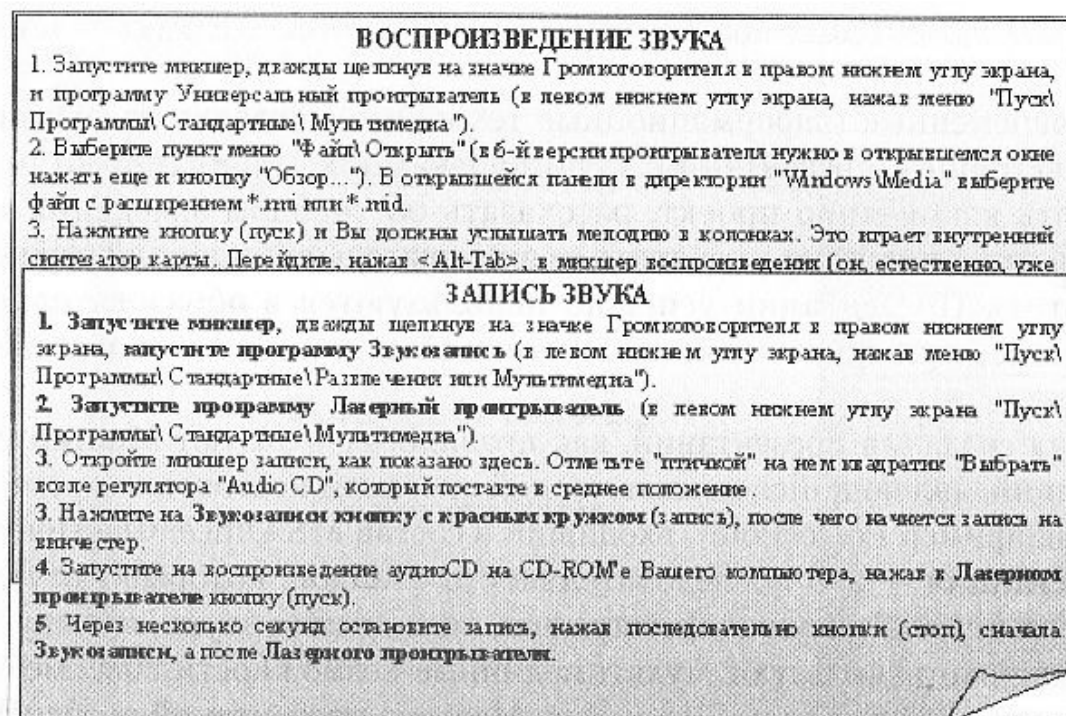 ВОСПРОИЗВЕДЕНИЕ ЗВУКА
1. Запустите микшер, дважды щелкнув на значке Громкоговорителя в правом нижнем углу экрана,
и программу Универсальный проигрыватель (в левом нижнем углу экрана, нажав меню "Пуск\
Программы\ Стандартные\ Мультимедиа").
2. Выберите пункт меню "Файл\ Открыть" (в 6-й версии проигрывателя нужно в открывшемся окне
нажать еще и кнопку "Обзор..."). В открывшейся панели в директории "Windows\Media" выберите
файл с расширением *.rmi или *.mid.
3. Нажмите кнопку (пуск) и Вы должны услышать мелодию в колонках. Это играет внутренний
синтезатор карты. Перейдите, нажав <Alt-Tab>, в микшер воспроизведения (он, естественно, уже
ЗАПИСЬ ЗВУКА
1. Запустите микшер, дважды щелкнув на значке Громкоговорителя в правом нижнем углу
экрана, запустите программу Звукозапись (в левом нижнем углу экрана, нажав меню "Пуск\
Программы\ Стандартные\Развлечения или Мультимедиа").
2. Запустите программу Лазерный проигрыватель (в левом нижнем углу экрана "Пуск\
Программы\ Стандартные\Мультимедиа").
3. Откройте микшер записи, как показано здесь. Отметьте "птичкой" на нем квадратик "Выбрать"
возле регулятора "Audio CD", который поставте в среднее положение.
3. Нажмите на Звукозаписи кнопку с красным кружком (запись), после чего начнется запись на
винчестер.
4. Запустите на воспроизведение аудиоCD на CD-ROM'е Вашего компьютера, нажав в Лазерном
проигрывателе кнопку (пуск).
5. Через несколько секунд остановите запись, нажав последовательно кнопки (стоп), сначала
Звукозаписи, а после Лазерного проигрывателя.